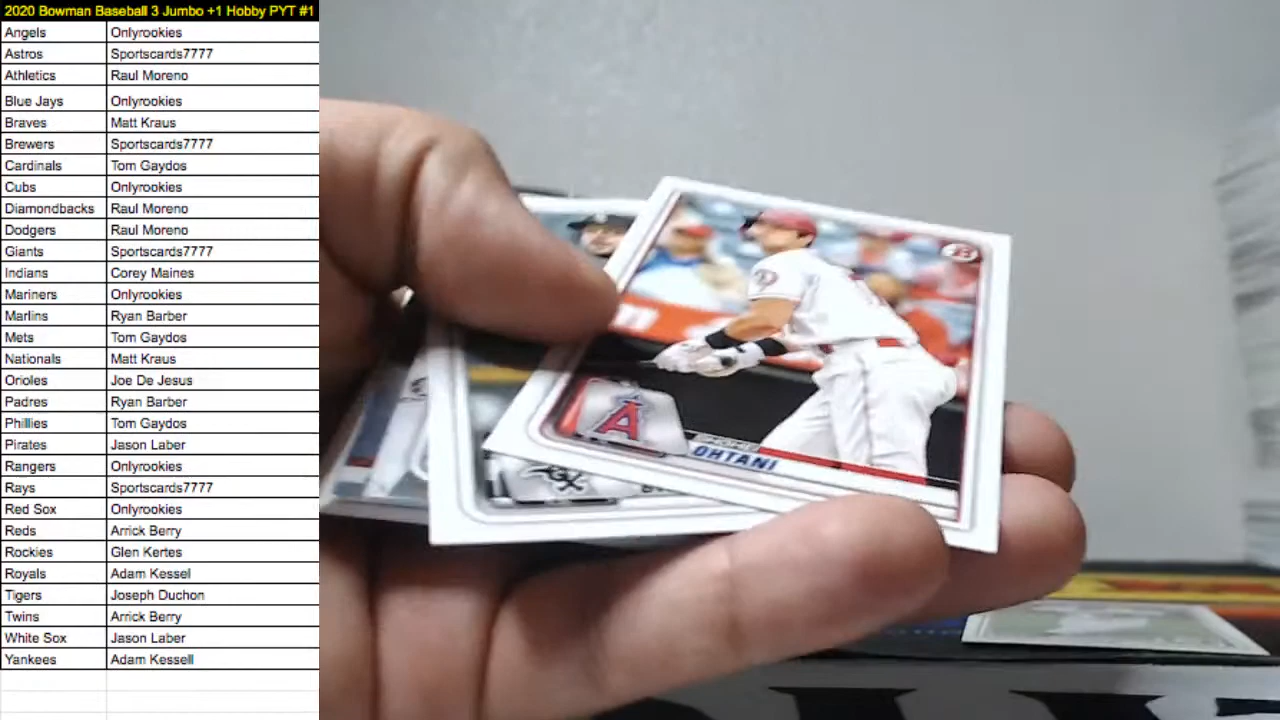 2020 Bowman Baseball 3 Jumbo +1 Hobby PYT #1
Angels Onlyrookies
Astros Sportscards7777
Athletics Raul Moreno
Blue Jays Onlyrookies
Braves Matt Kraus
Brewers Sportscards7777
Cardinals Tom Gaydos
Cubs Onlyrookies
Diamondbacks Raul Moreno
Dodgers Raul Moreno
Giants Sportscards7777
Indians Corey Maines
Mariners Onlyrookies
Marlins Ryan Barber
Mets Tom Gaydos
Nationals Matt Kraus
Orioles Joe De Jesus
Padres Ryan Barber
Phillies Tom Gaydos
Pirates Jason Laber
Rangers Onlyrookies
Rays Sportscards7777
Red Sox Onlyrookies
Reds Arrick Berry
Rockies Glen Kertes
Royals Adam Kessel
Tigers Joseph Duchon
Twins Arrick Berry
White Sox Jason Laber
Yankees Adam Kessell
A
OHTANI